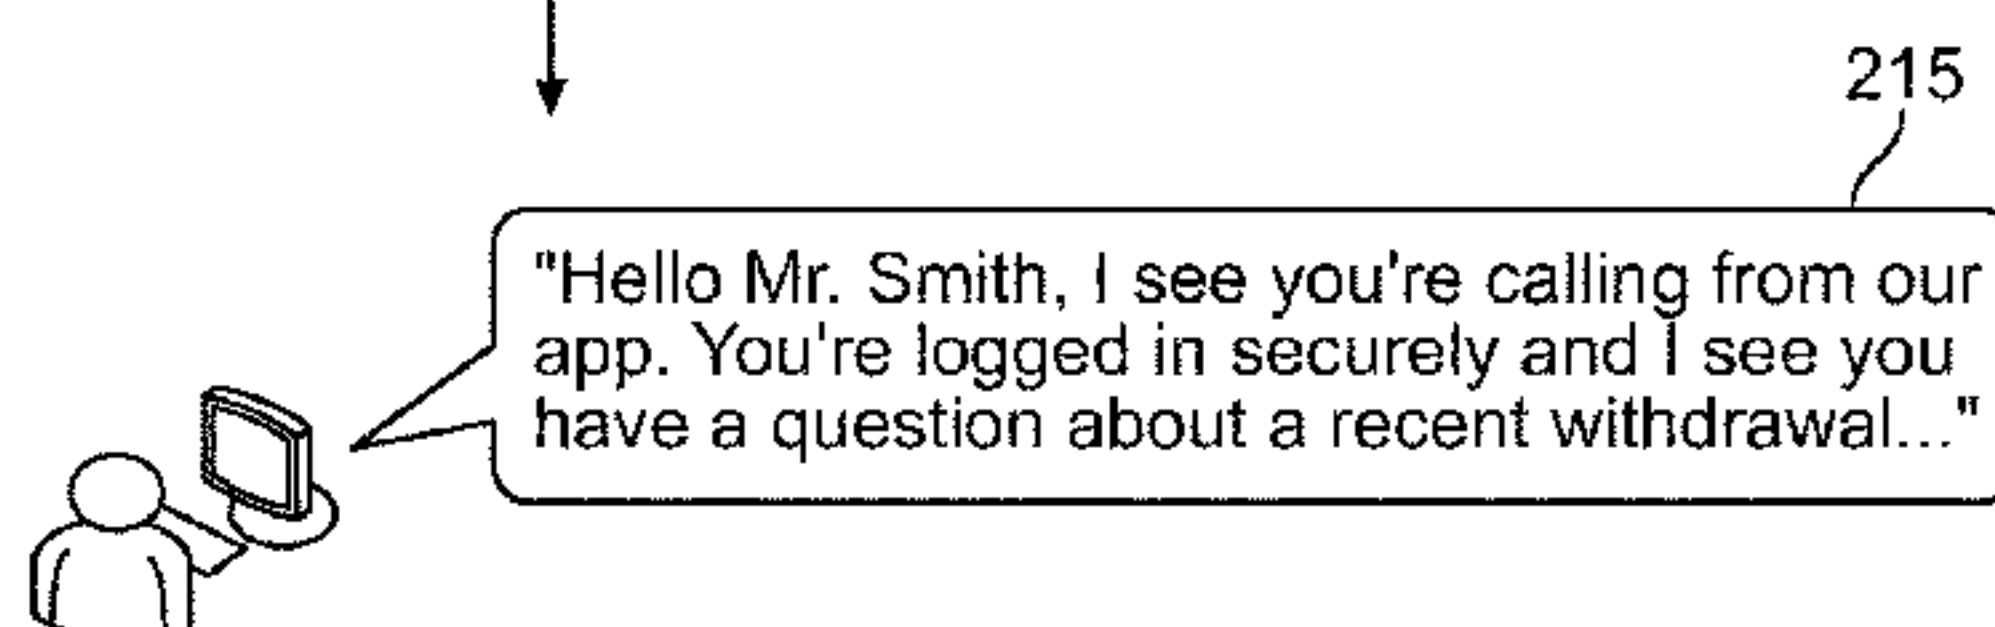 215
"Hello Mr. Smith, I see you're calling from our
app. You're logged in securely and I see you
have a question about a recent withdrawal..."